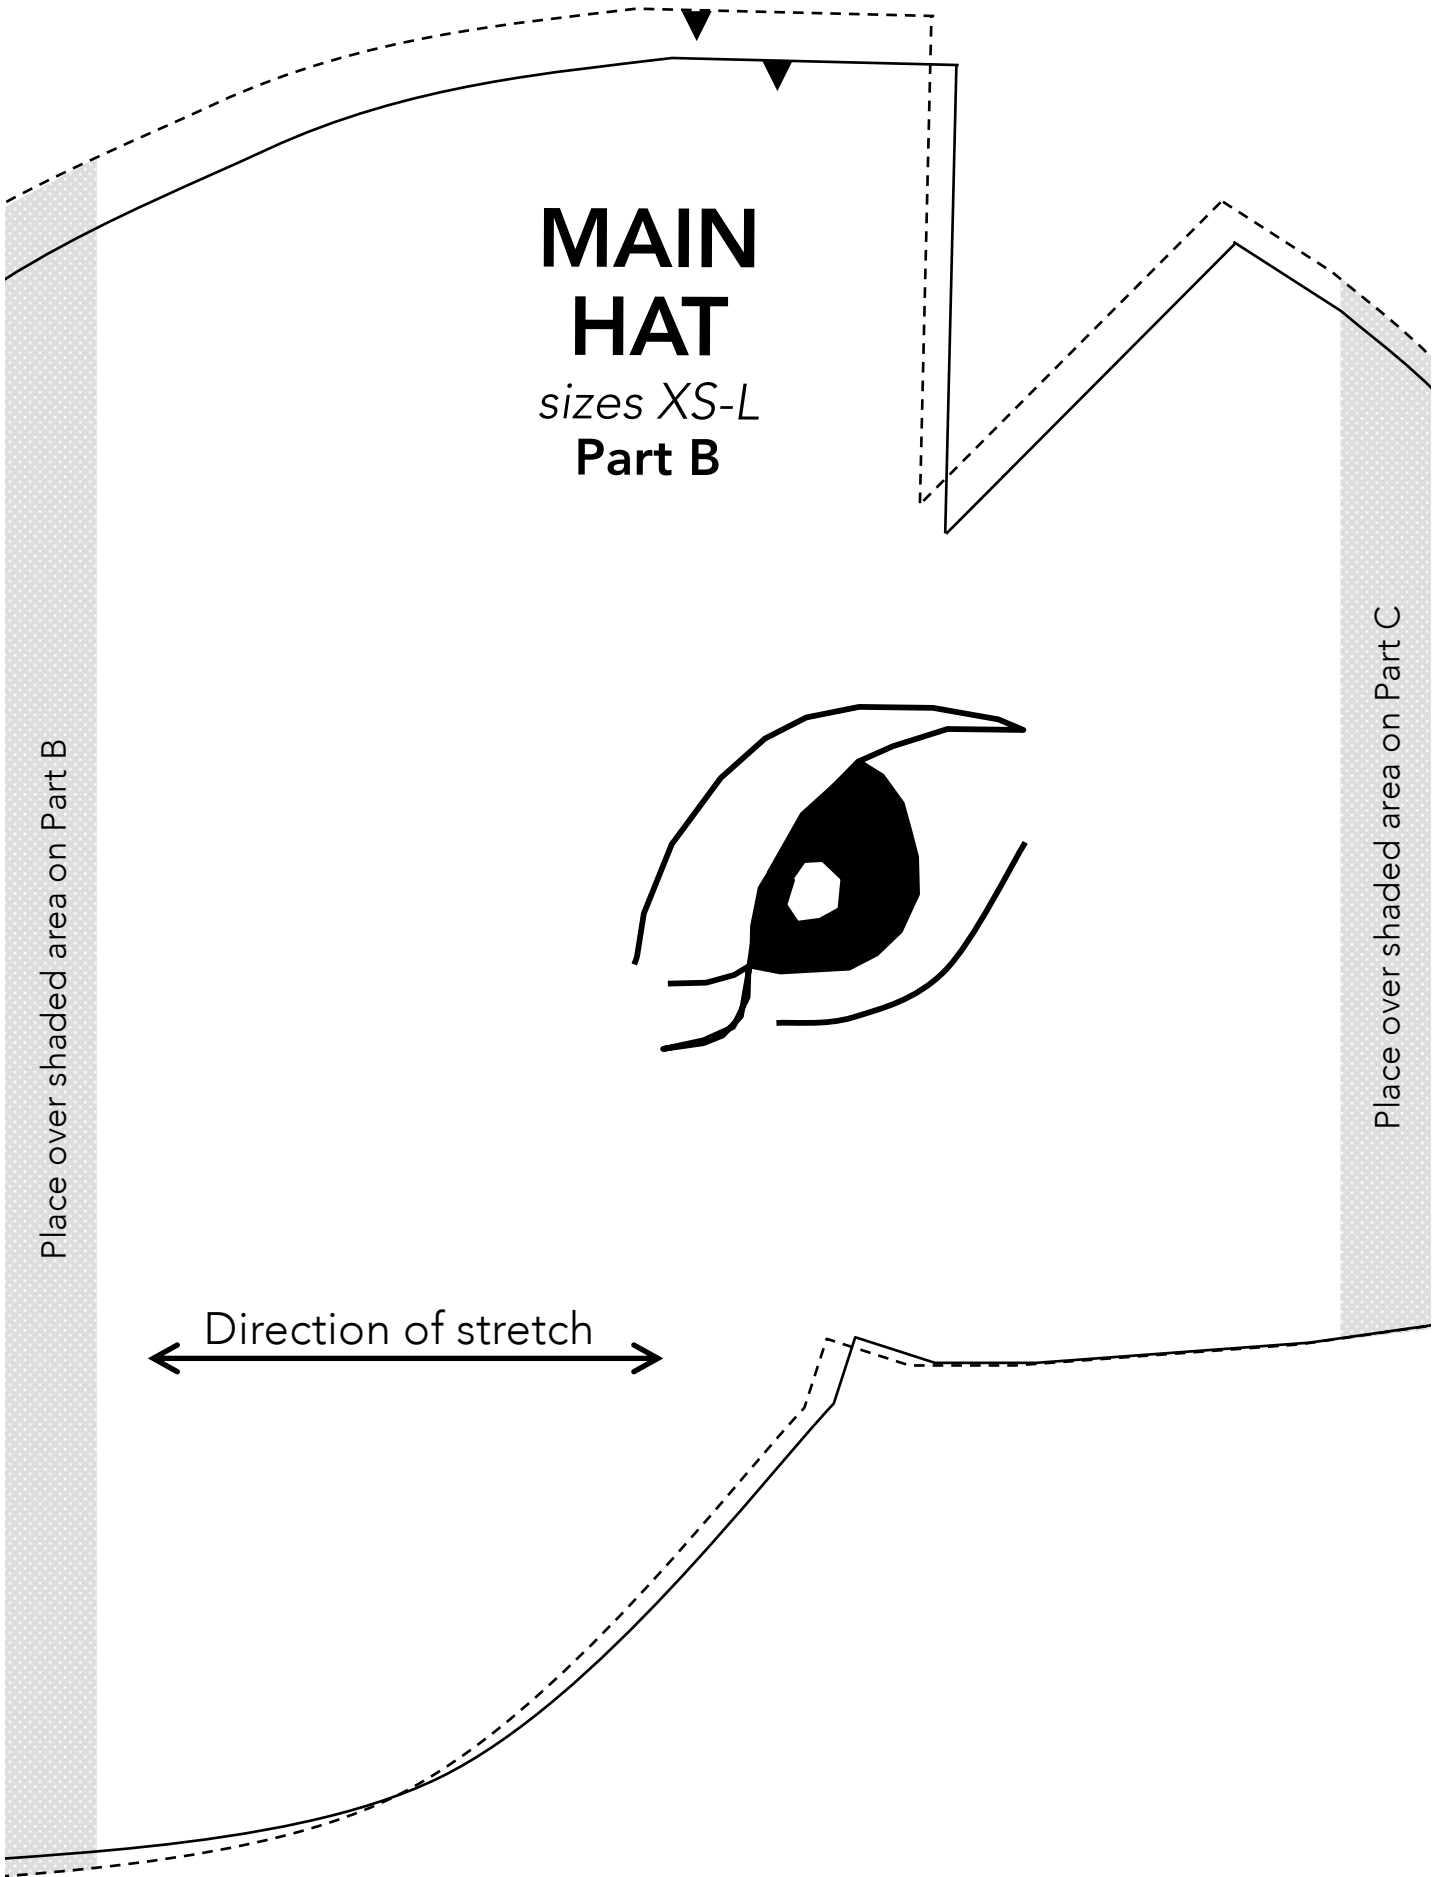 MAIN
HAT
sizes XS-L
Part B
Place over shaded area on Part B
Place over shaded area on Part C
Direction of stretch